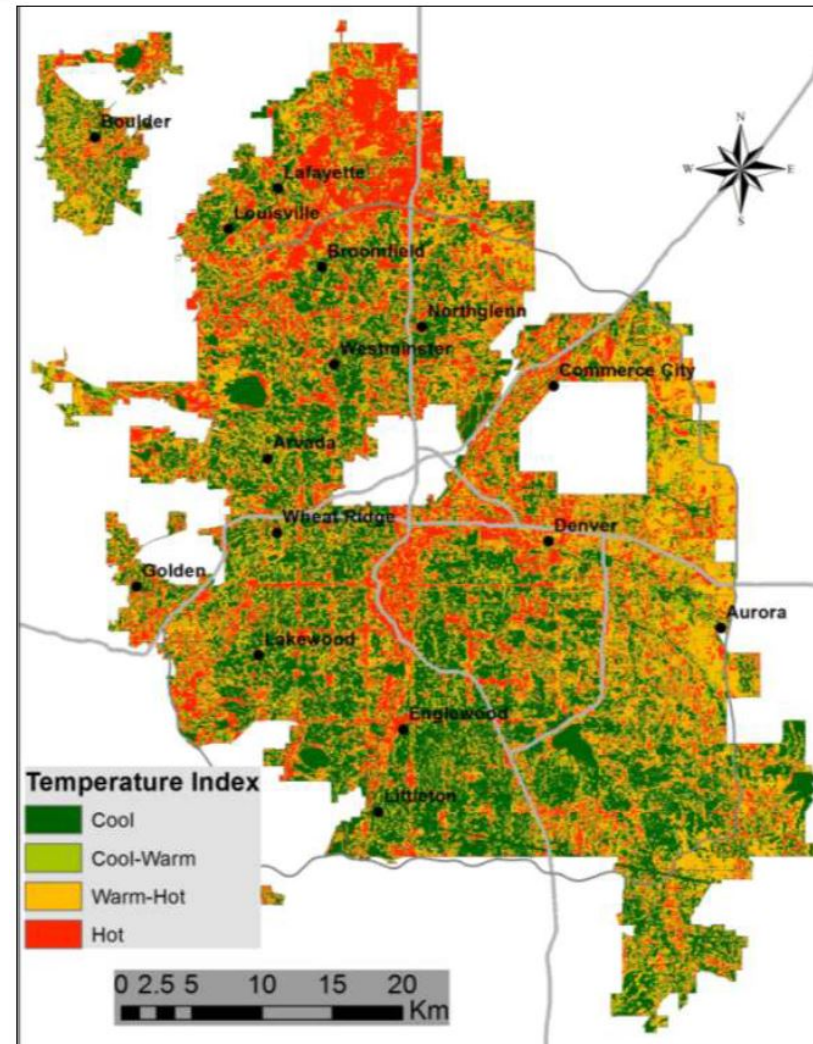 Boulder
N
W E
S
Lafayette
Louisville
Broomfield
Northglenn
Westminster
Commerce City
Arvada
Wheat Ridge
Denver
Golden
Aurora
Lakewood
Englewood
Temperature Index
Cool
Littleton
Cool-Warm
Warm-Hot
Hot
0 2.5 5 10 15 20
Km